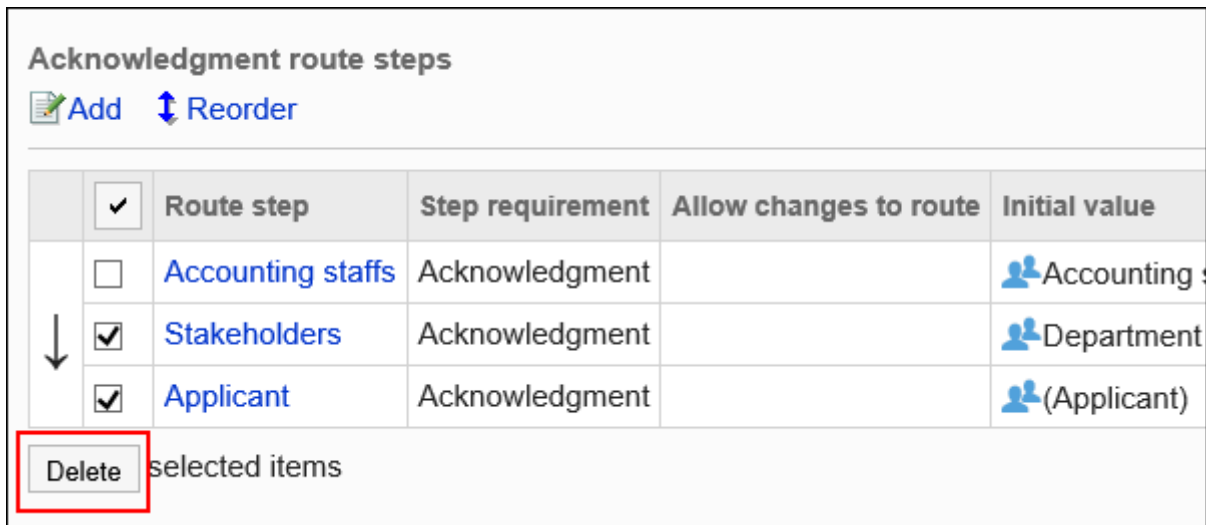 Acknowledgment route steps
Add Reorder
Route step Step requirement Allow changes to route Initial value
Accounting staffs Acknowledgment Accounting
Stakeholders Acknowledgment Department
Applicant Acknowledgment (Applicant)
Delete selected items